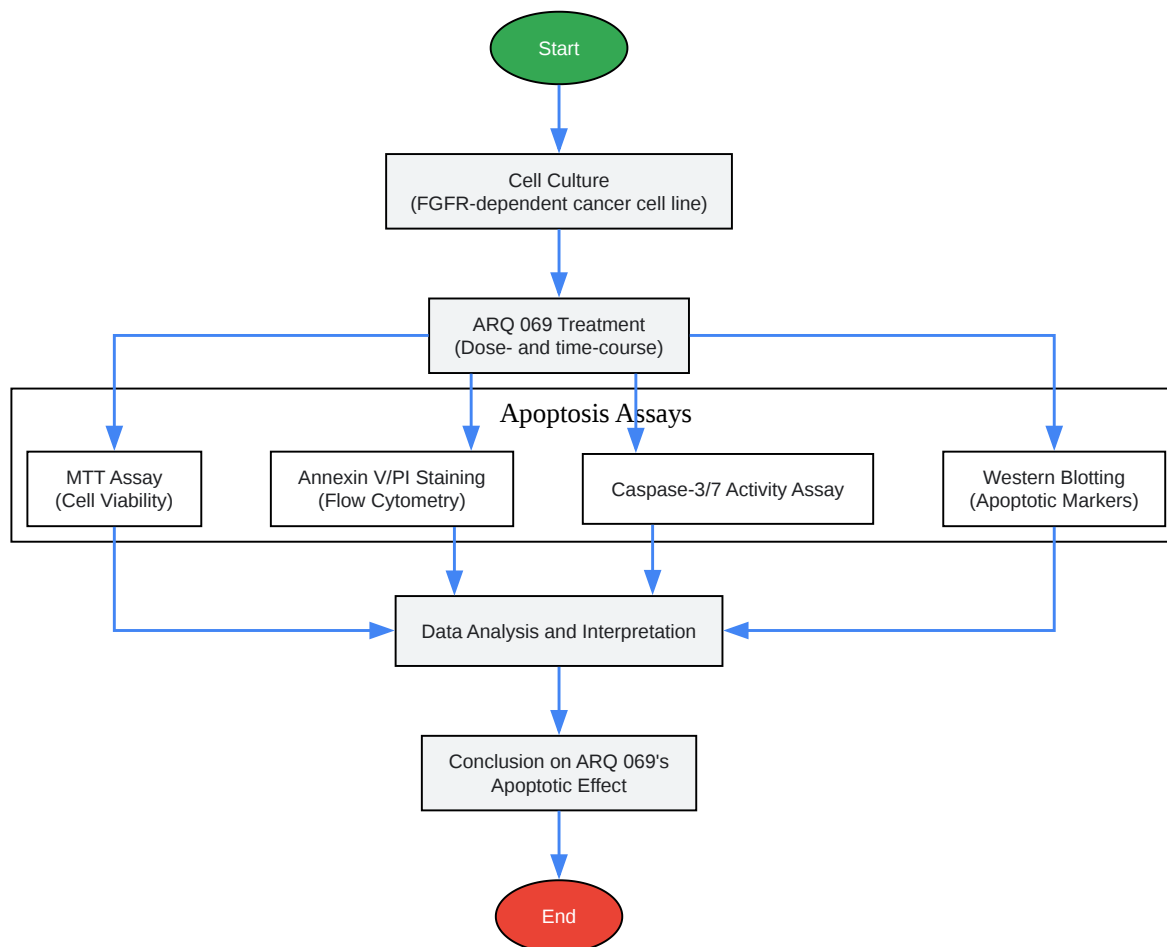 Start
Cell Culture
(FGFR-dependent cancer cell line)
ARQ 069 Treatment
(Dose- and time-course)
Apoptosis Assays
MTT Assay
(Cell Viability)
Annexin V/PI Staining
(Flow Cytometry)
Caspase-3/7 Activity Assay
Western Blotting
(Apoptotic Markers)
Data Analysis and Interpretation
Conclusion on ARQ 069's
Apoptotic Effect
End